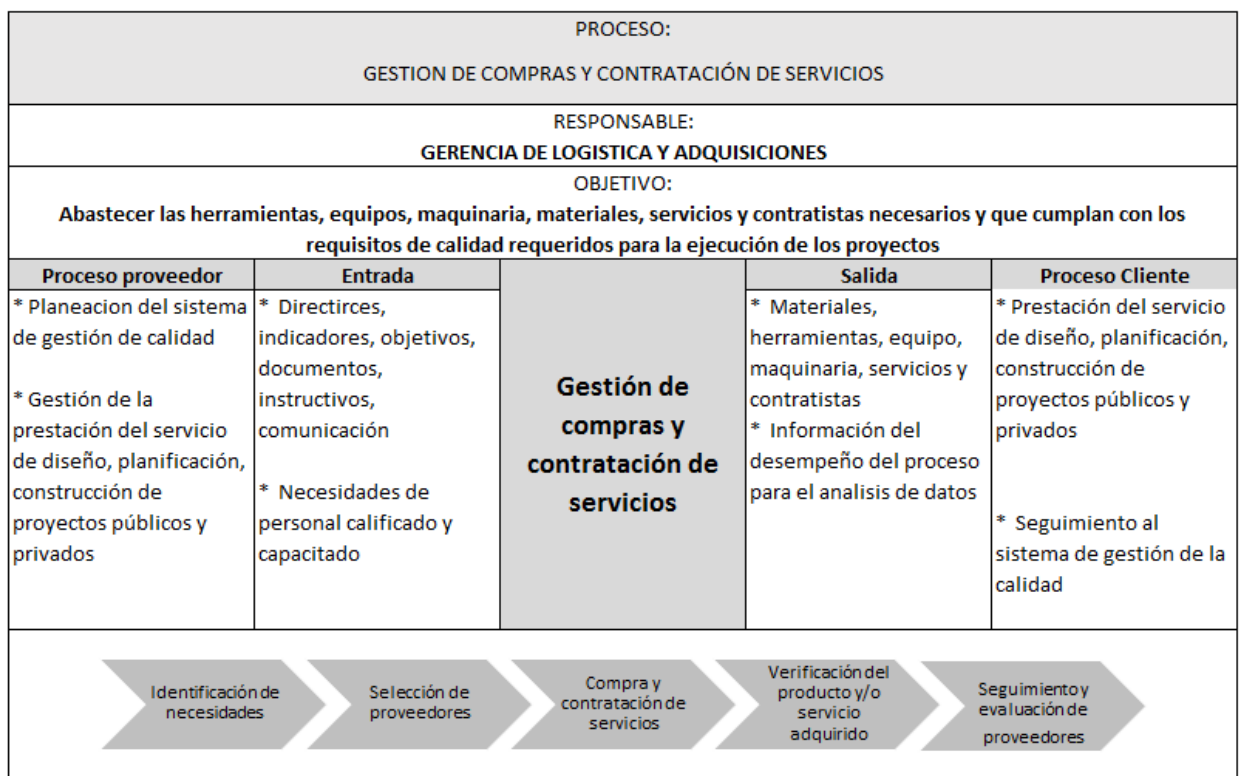 PROCESO:
GESTION DE COMPRAS Y CONTRATACIÓN DE SERVICIOS
RESPONSABLE:
GERENCIA DE LOGISTICA Y ADQUISICIONES
OBJETIVO:
Abastecer las herramientas, equipos, maquinaria, materiales, servicios y contratistas necesarios y que cumplan con los
requisitos de calidad requeridos para la ejecución de los proyectos
Proceso proveedor
* Planeacion del sistema
de gestión de calidad
* Gestión de la
prestación del servicio
de diseño, planificación,
construcción de
proyectos públicos y
privados
Entrada
* Directirces,
indicadores, objetivos,
documentos,
instructivos,
comunicación
* Necesidades de
personal calificado y
capacitado
Gestión de
compras y
contratación de
servicios
Salida
* Materiales,
herramientas, equipo,
maquinaria, servicios y
contratistas
* Información del
desempeño del proceso
para el analisis de datos
Proceso Cliente
* Prestación del servicio
de diseño, planificación,
construcción de
proyectos públicos y
privados
* Seguimiento al
sistema de gestión de la
calidad
Identificación de
necesidades
Selección de
proveedores
Compra y
contratación de
servicios
Verificación del
producto y/o
servicio
adquirido
Seguimiento y
evaluación de
proveedores